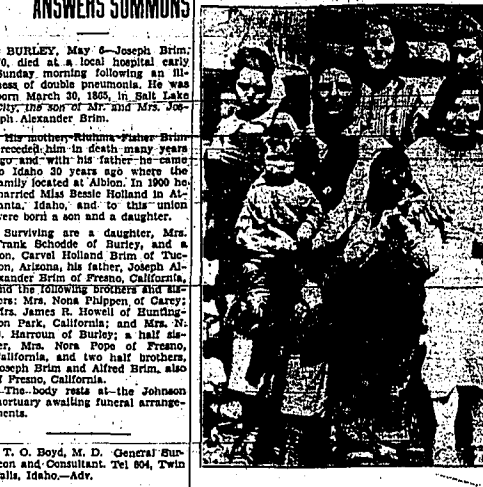 ANSWERS SUMMONS
BURLEY, May 6—Joseph Brim,
70, died at a local hospital early
Sunday morning following an ill-
ness of double pneumonia. He was
born March 30, 1865, in Salt Lake
City, the son of Mr. and Mrs. Jos-
eph Alexander Brim.
His mother, Fisher Brim
preceded him in death many years
ago and with his father he came
to Idaho 30 years ago where the
family located at Albion. In 1900 he
married Miss Bessie Holland in At-
lanta, Idaho, and to this union
were born a son and a daughter.
Surviving are a daughter, Mrs.
Frank Schodde of Burley, and a
son, Carvel Holland Brim of Tuc-
son, Arizona, his father, Joseph Al-
exander Brim of Fresno, California,
and the following brothers and sis-
ters: Mrs. Nona Phippen of Carey;
Mrs. James R. Howell of Hunting-
ton Park, California; and Mrs. N.
Harroun of Burley; a half sis-
ter, Mrs. Nora Popo of Fresno,
California, and two half brothers,
Joseph Brim and Alfred Brim, also
of Fresno, California.
The body rests at the Johnson
mortuary awaiting funeral arrange-
ments.
T. O. Boyd, M. D. General Sur-
geon and Consultant. Tel 804, Twin
Falls, Idaho.—Adv.